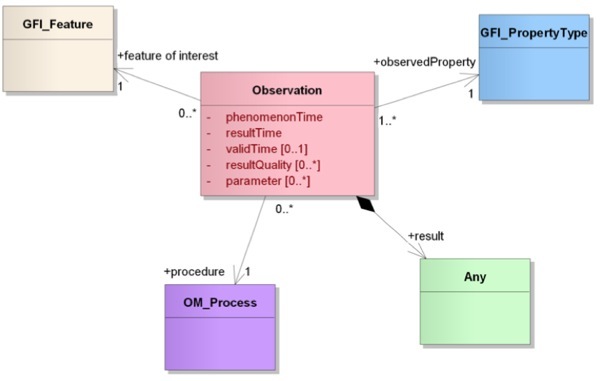 GFI_Feature
GFI_PropertyType
+feature of interest
+observedProperty
1
1
Observation
0..*
1..*
- phenomenonTime
- resultTime
- validTime [0..1]
- resultQuality [0..*]
- parameter [0..*]
0..*
+result
+procedure
1
Any
OM_Process